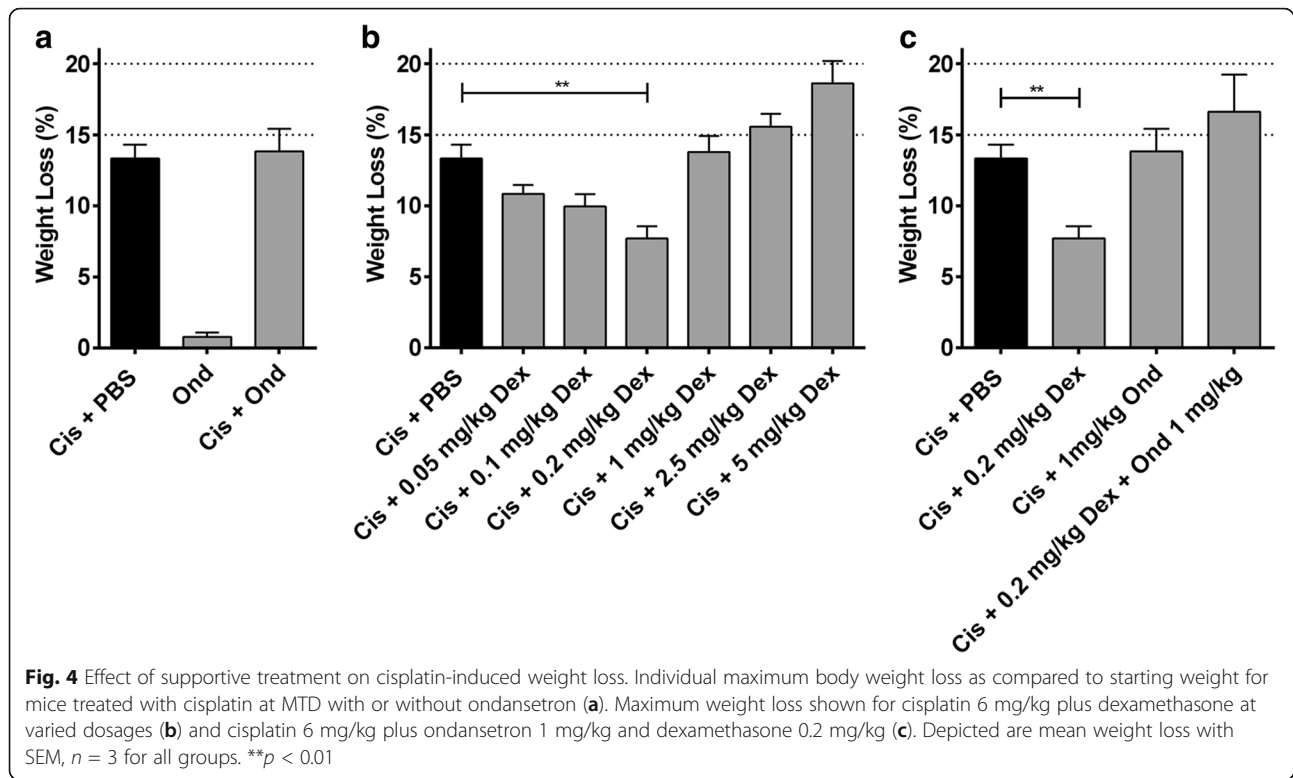 a
Weight Loss (%)
20
15
10
5
0
Cis + PBS
Ond
Cis + Ond
b
Weight Loss (%)
20
15
10
5
0
**
Cis + PBS
Cis + 0.05 mg/kg Dex
Cis + 0.1 mg/kg Dex
Cis + 0.2 mg/kg Dex
Cis + 1 mg/kg Dex
Cis + 2.5 mg/kg Dex
Cis + 5 mg/kg Dex
c
Weight Loss (%)
20
15
10
5
0
**
Cis + PBS
Cis + 0.2 mg/kg Dex
Cis + 1mg/kg Ond
Cis + 0.2 mg/kg Dex + Ond 1 mg/kg
Fig. 4 Effect of supportive treatment on cisplatin-induced weight loss. Individual maximum body weight loss as compared to starting weight for
mice treated with cisplatin at MTD with or without ondansetron (a). Maximum weight loss shown for cisplatin 6 mg/kg plus dexamethasone at
varied dosages (b) and cisplatin 6 mg/kg plus ondansetron 1 mg/kg and dexamethasone 0.2 mg/kg (c). Depicted are mean weight loss with
SEM, n = 3 for all groups. **p < 0.01